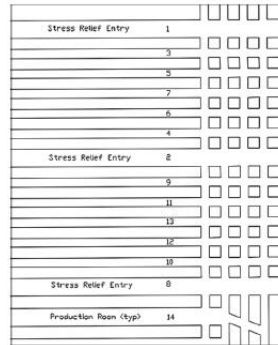 Stress Relief Entry 1
3
5
7
6
4
Stress Relief Entry 2
9
11
13
12
10
Stress Relief Entry 8
Production Room (typ) 14